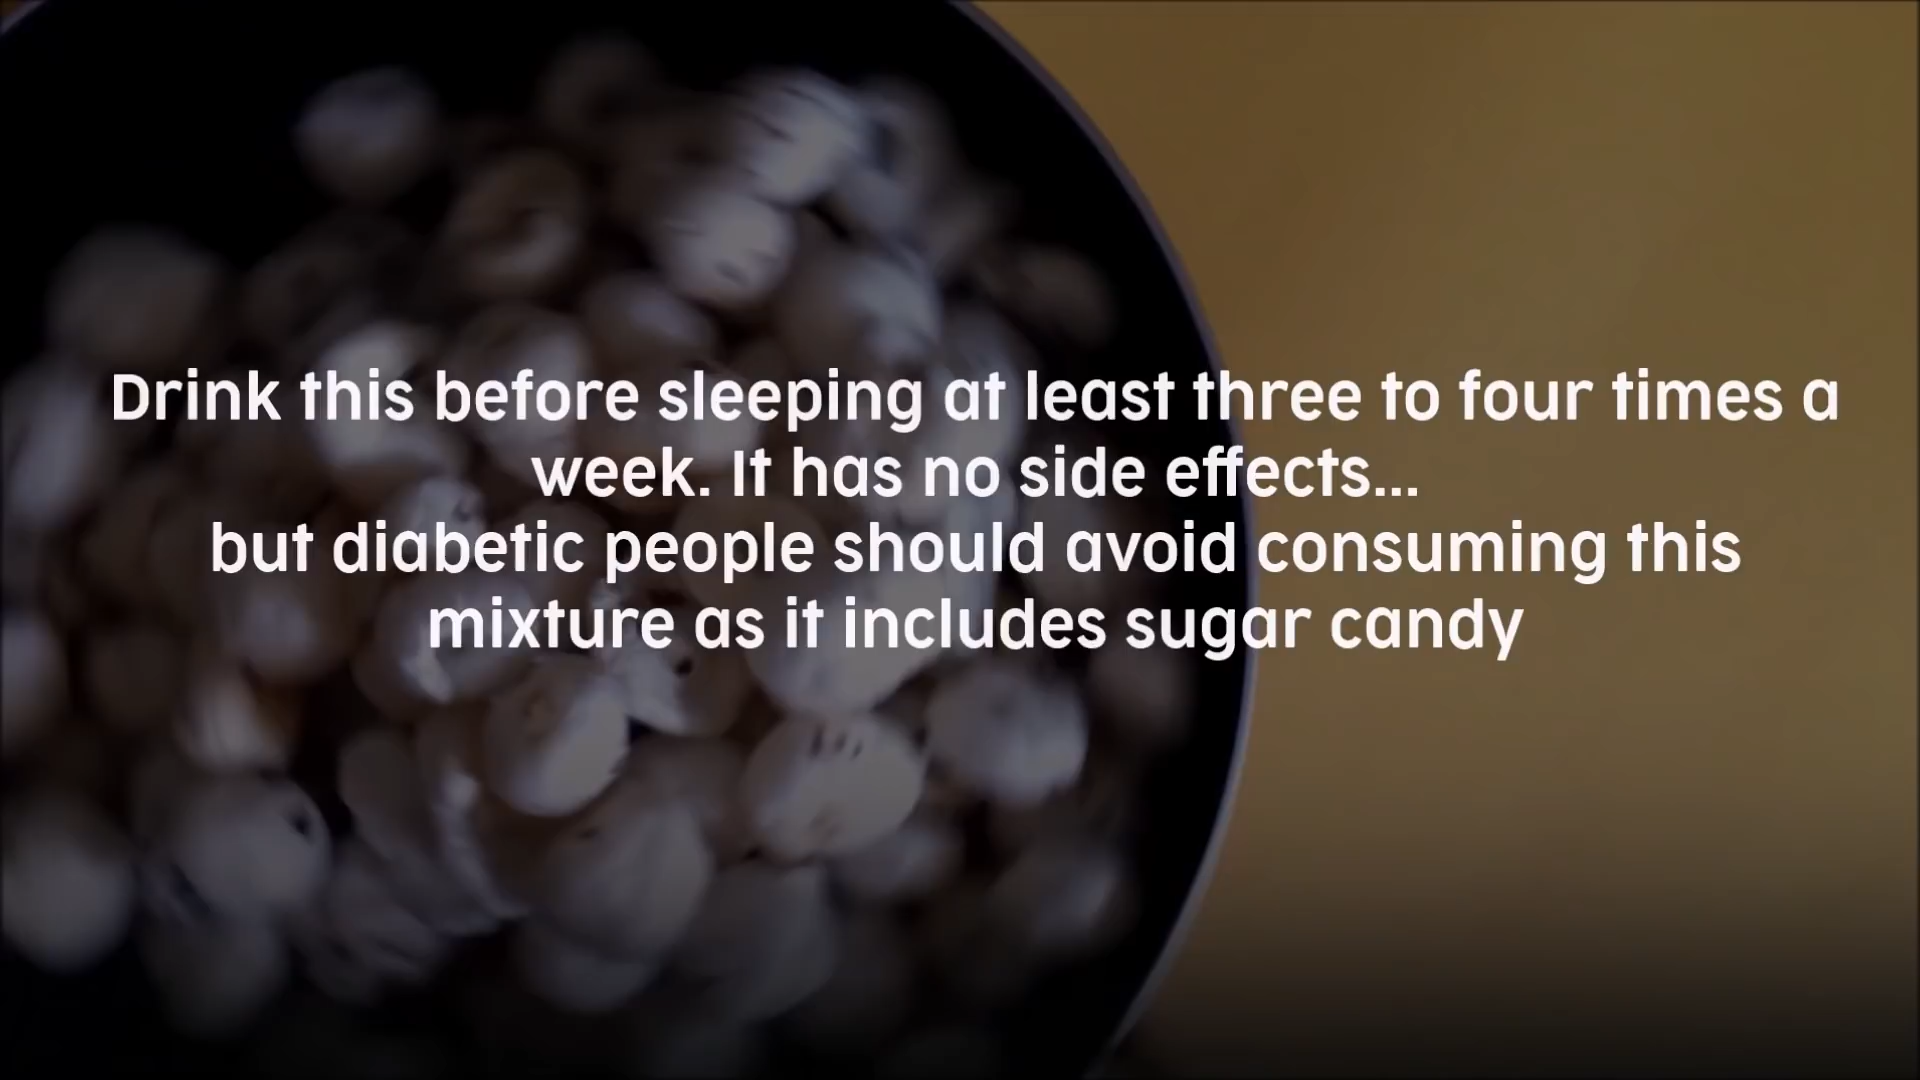 Drink this before sleeping at least three to four times a
week. It has no side effects...
but diabetic people should avoid consuming this
mixture as it includes sugar candy